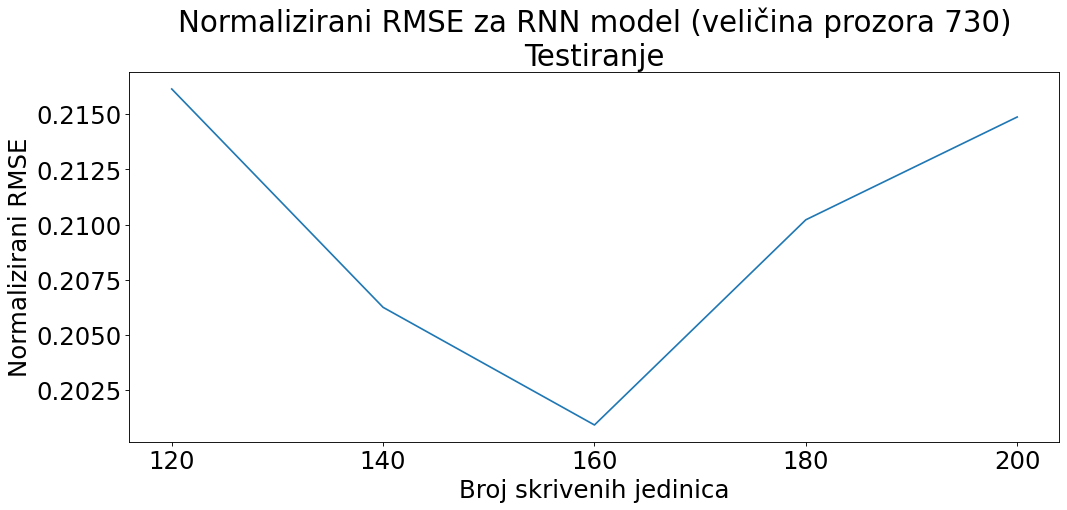 Normalizirani RMSE za RNN model (veličina prozora 730)
Testiranje
Normalizirani RMSE
0.2150
0.2125
0.2100
0.2075
0.2050
0.2025
120 140 160 180 200
Broj skrivenih jedinica